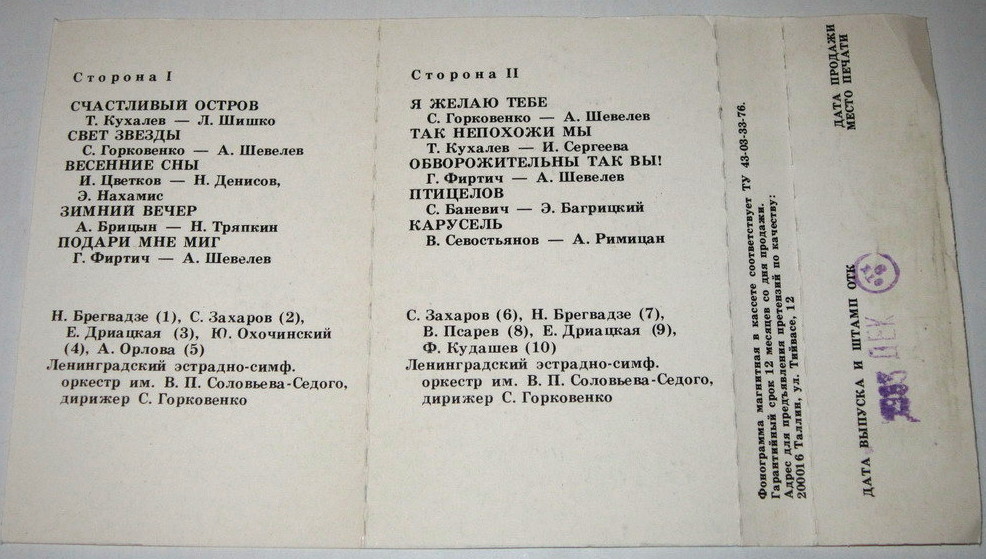 Сторона I
СЧАСТЛИВЫЙ ОСТРОВ
Т. Кухалев — Л. Шишко
СВЕТ ЗВЕЗДЫ
С. Горковенко — А. Шевелев
ВЕСЕННИЕ СНЫ
И. Цветков — Н. Денисов,
Э. Нахамис
ЗИМНИЙ ВЕЧЕР
А. Брицын — Н. Тряпкин
ПОДАРИ МНЕ МИГ
Г. Фиртич — А. Шевелев
Н. Брегвадзе (1), С. Захаров (2),
Е. Дриацкая (3), Ю. Охочинский
(4), А. Орлова (5)
Ленинградский эстрадно-симф.
оркестр им. В. П. Соловьева-Седого,
дирижер С. Горковенко
Сторона II
Я ЖЕЛАЮ ТЕБЕ
С. Горковенко — А. Шевелев
ТАК НЕПОХОЖИ МЫ
Т. Кухалев — И. Сергеева
ОБВОРОЖИТЕЛЬНЫ ТАК ВЫ!
Г. Фиртич — А. Шевелев
ПТИЦЕЛОВ
С. Баневич — Э. Багрицкий
КАРУСЕЛЬ
В. Севостьянов — А. Римицан
С. Захаров (6), Н. Брегвадзе (7),
В. Псарев (8), Е. Дриацкая (9),
Ф. Кудашев (10)
Ленинградский эстрадно-симф.
оркестр им. В. П. Соловьева-Седого,
дирижер С. Горковенко
Фонограмма магнитная в кассете соответствует ТУ 43-03-33-76.
Гарантийный срок 12 месяцев со дня продажи.
Адрес для предъявления претензий по качеству:
200016 Таллин, ул. Тийвасе, 12
ДАТА ПРОДАЖИ
МЕСТО ПЕЧАТИ
ДАТА ВЫПУСКА И ШТАМП ОТК
ДЕК